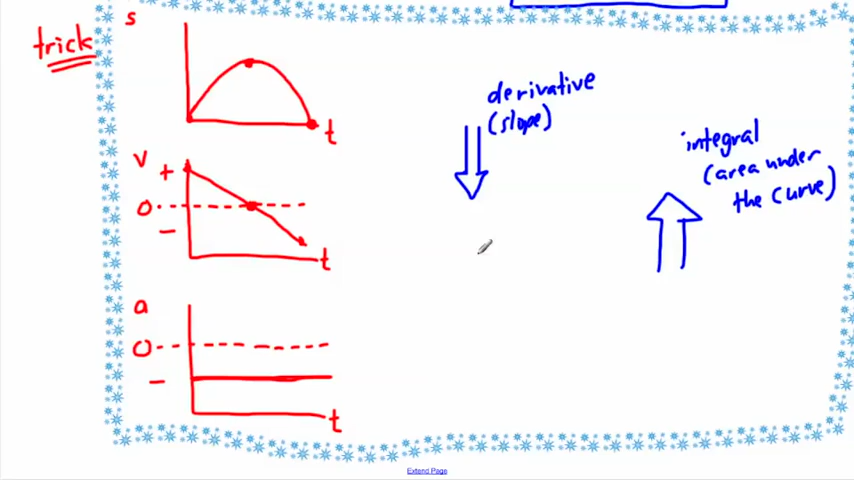 trick
s
t
v
+
0
-
t
a
0
-
t
derivative
(slope)
integral
(area under
the curve)
Extend Page